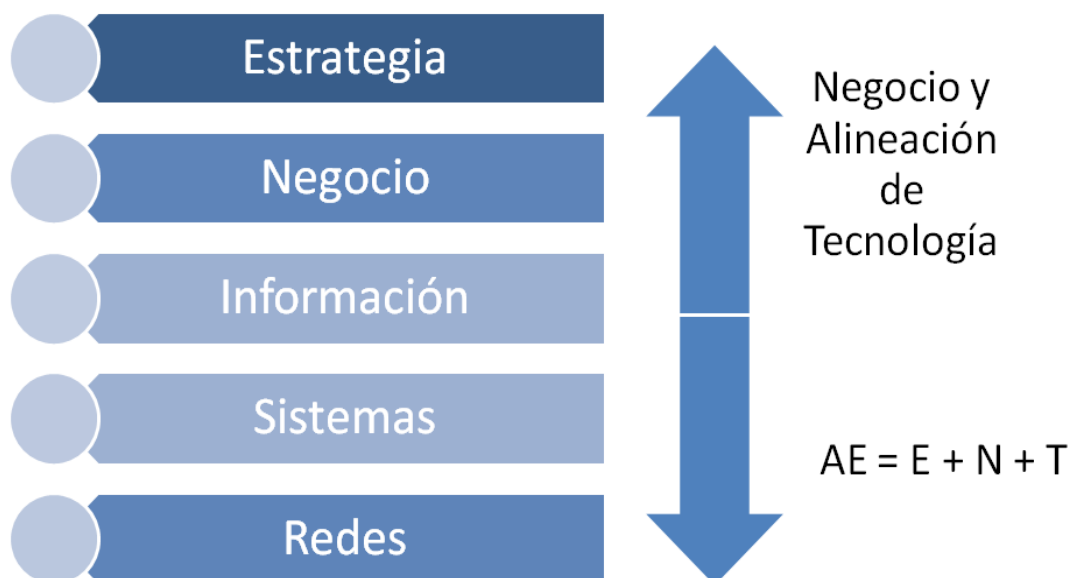 Estrategia
Negocio
Información
Sistemas
Redes
Negocio y
Alineación
de
Tecnología
AE = E + N + T